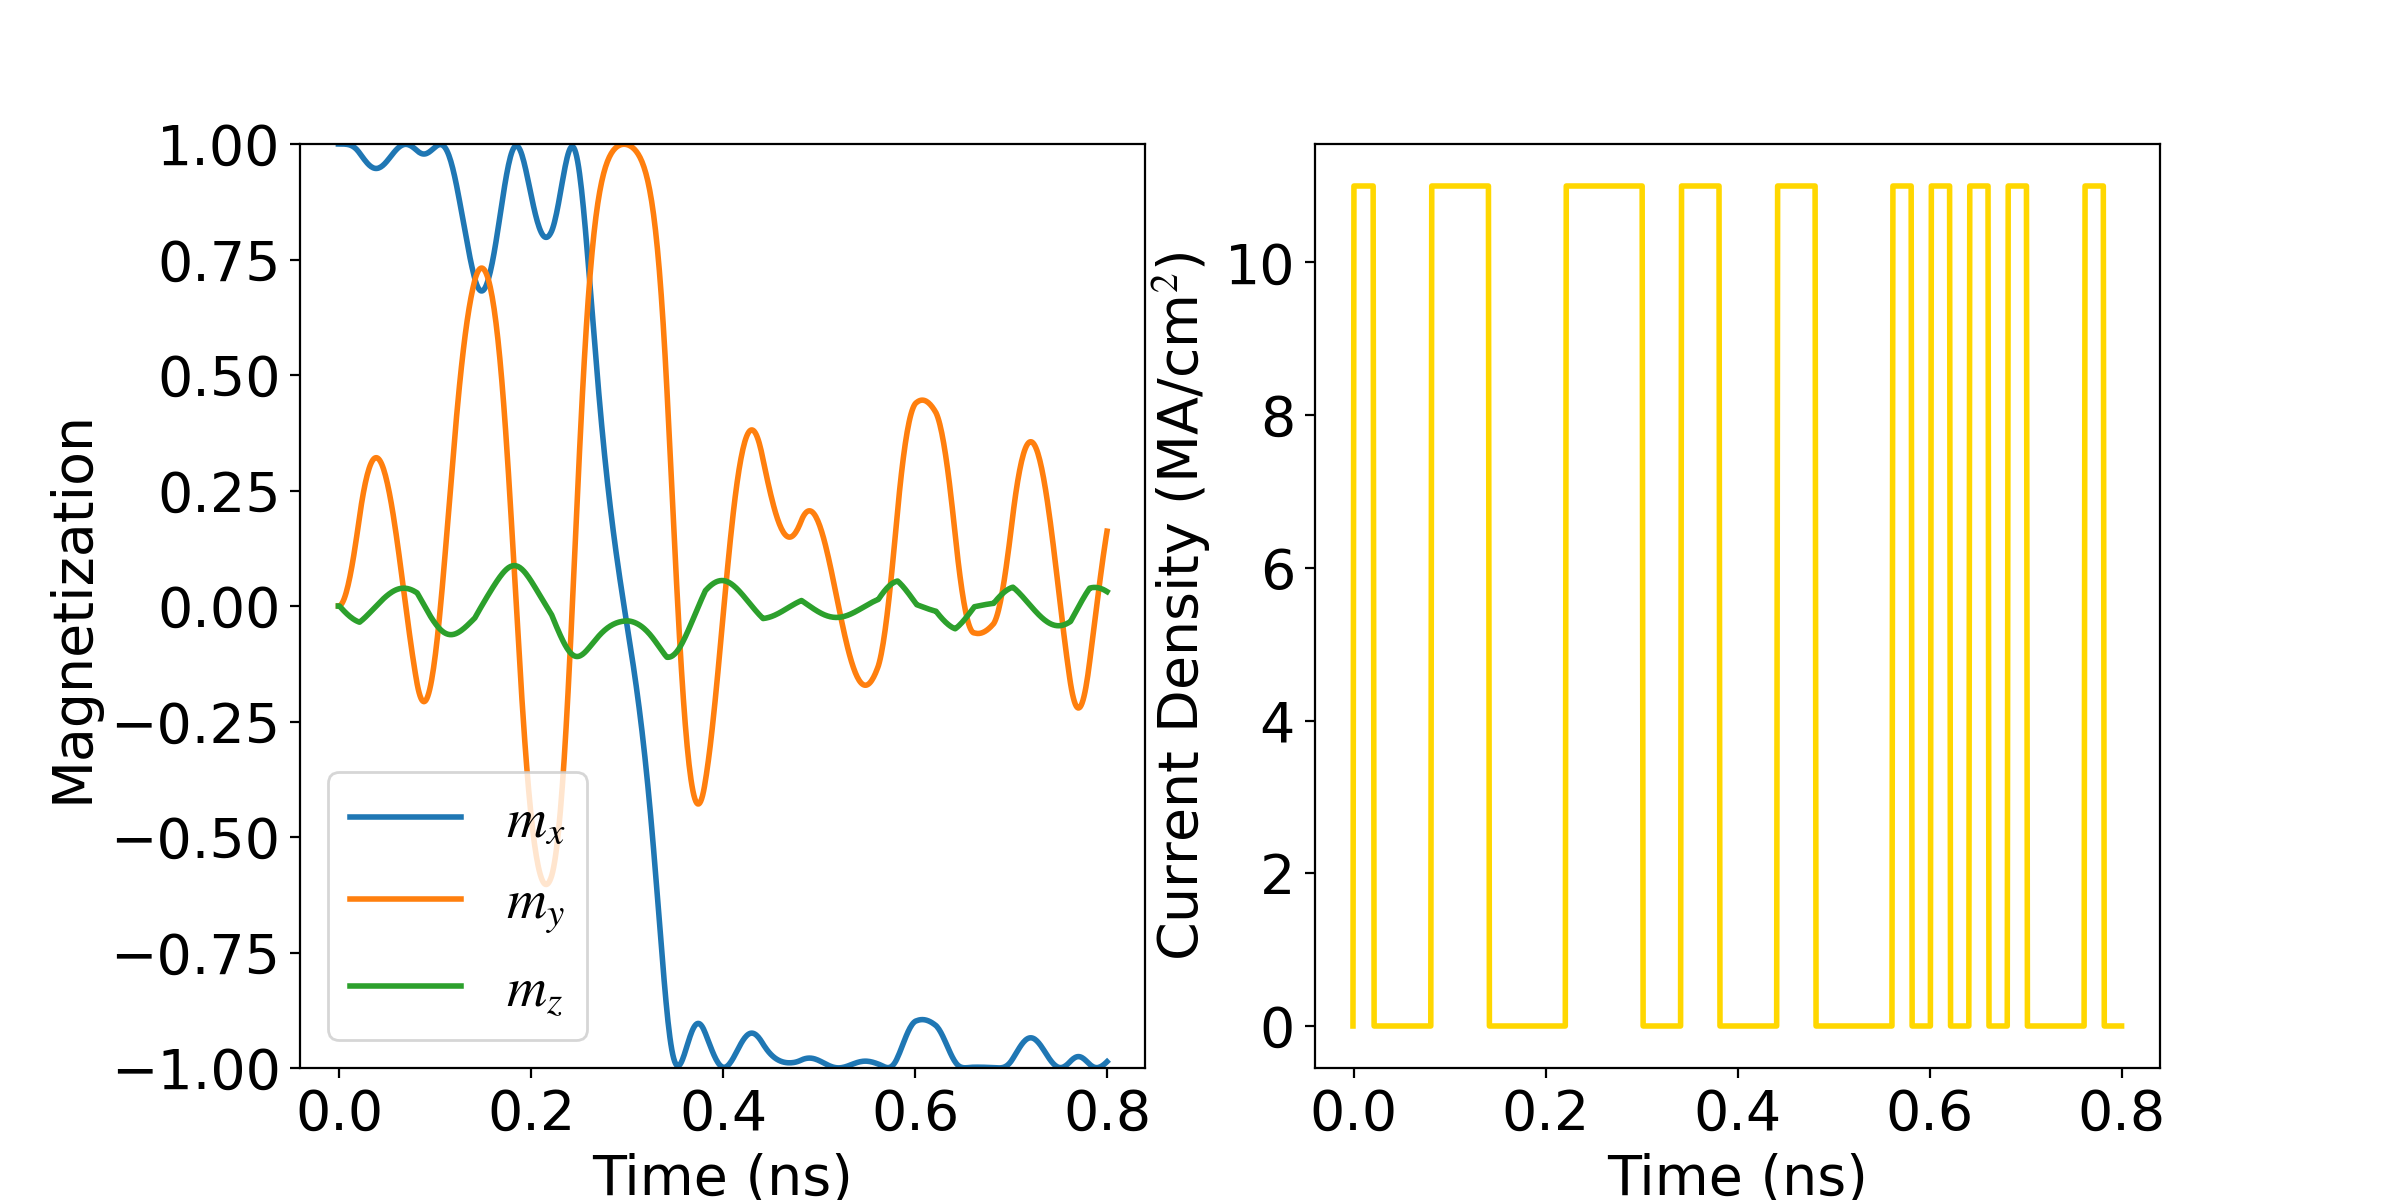 Magnetization
1.00
0.75
0.50
0.25
0.00
−0.25
−0.50
−0.75
−1.00
m_x
m_y
m_z
0.0 0.2 0.4 0.6 0.8
Time (ns)
Current Density (MA/cm²)
10
8
6
4
2
0
0.0 0.2 0.4 0.6 0.8
Time (ns)